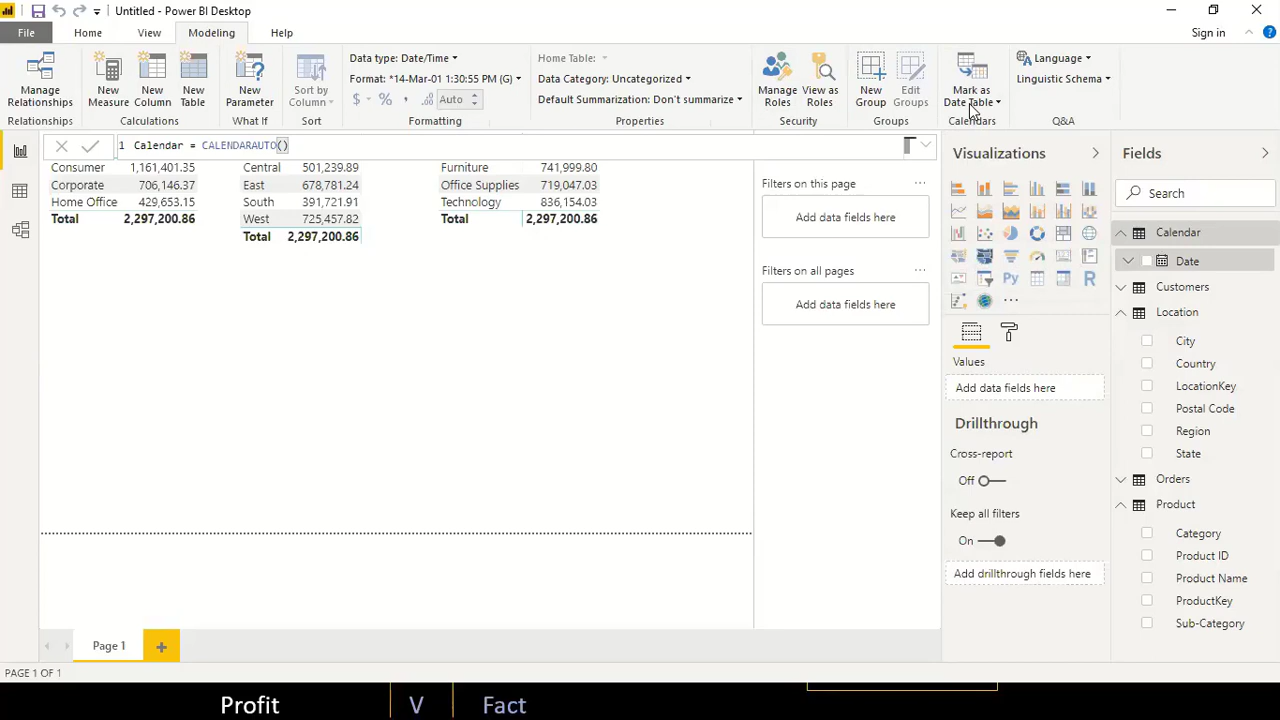 Untitled - Power BI Desktop
File
Home
View
Modeling
Help
Sign in
Manage Relationships
New Measure
New Column
New Table
New Parameter
Sort by Column
Data type: Date/Time
Format: *14-Mar-01 1:30:55 PM (G)
$ % , Auto
Home Table:
Data Category: Uncategorized
Default Summarization: Don't summarize
Manage Roles
View as Roles
New Group
Edit Groups
Mark as Date Table
Language
Linguistic Schema
Relationships
Calculations
What If
Sort
Formatting
Properties
Security
Groups
Calendars
Q&A
1 Calendar = CALENDARAUTO()
Consumer 1,161,401.35
Corporate 706,146.37
Home Office 429,653.15
Total 2,297,200.86
Central 501,239.89
East 678,781.24
South 391,721.91
West 725,457.82
Total 2,297,200.86
Furniture 741,999.80
Office Supplies 719,047.03
Technology 836,154.03
Total 2,297,200.86
Filters on this page
Add data fields here
Filters on all pages
Add data fields here
Visualizations
Py
R
Values
Add data fields here
Drillthrough
Cross-report
Off
Keep all filters
On
Add drillthrough fields here
Fields
Search
Calendar
Date
Customers
Location
City
Country
LocationKey
Postal Code
Region
State
Orders
Product
Category
Product ID
Product Name
ProductKey
Sub-Category
Page 1
PAGE 1 OF 1
Profit V Fact